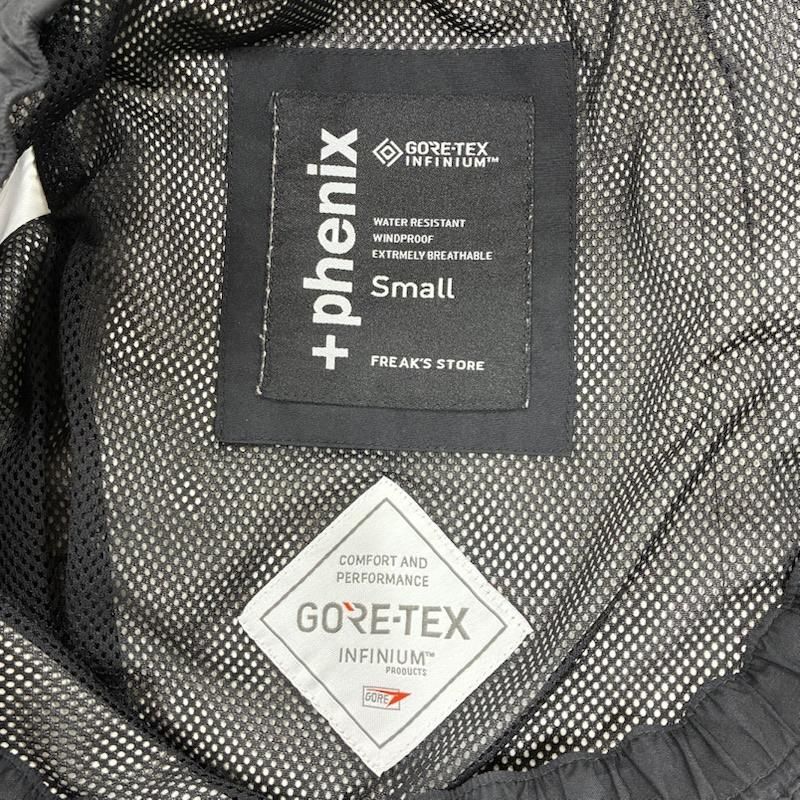 +phenix
GORE-TEX
INFINIUM™
WATER RESISTANT
WINDPROOF
EXTRMELY BREATHABLE
Small
FREAK'S STORE
COMFORT AND
PERFORMANCE
GORE-TEX
INFINIUM™
PRODUCTS
GORE